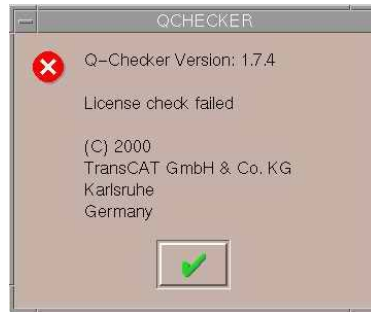 QCHECKER
Q-Checker Version: 1.7.4
License check failed
(C) 2000
TransCAT GmbH & Co. KG
Karlsruhe
Germany